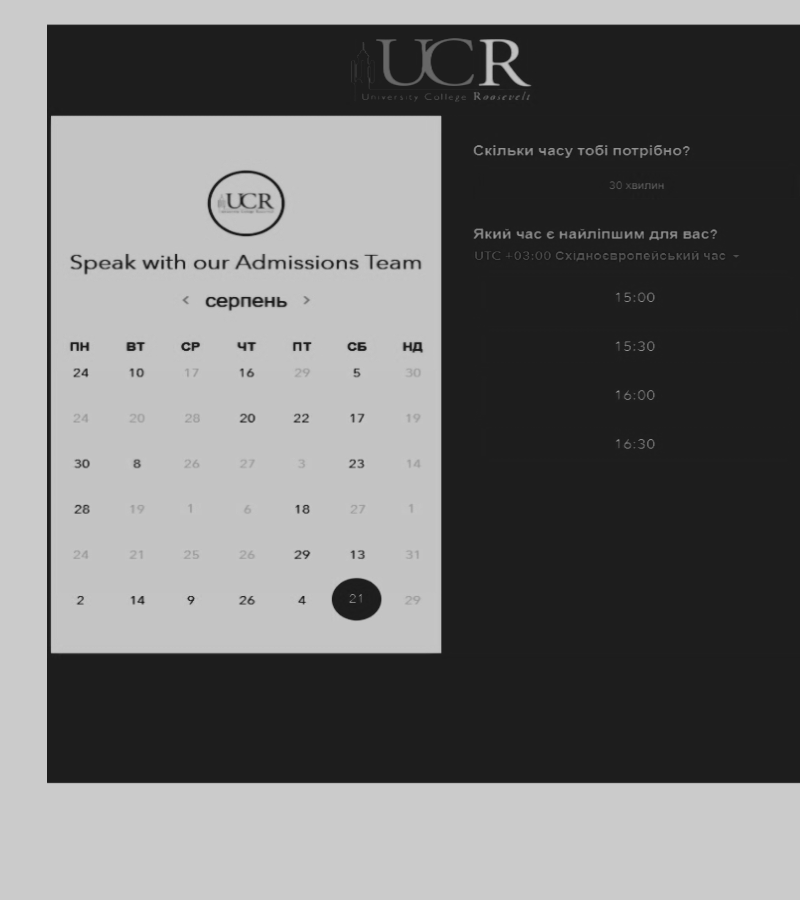 UCR
University College Roosevelt
UCR
Speak with our Admissions Team
серпень
ПН ВТ СР ЧТ ПТ СБ НД
24 10 17 16 29 5 30
24 20 28 20 22 17 19
30 8 26 27 3 23 14
28 19 1 6 18 27 1
24 21 25 26 29 13 31
2 14 9 26 4 21 29
Скільки часу тобі потрібно?
30 хвилин
Який час є найліпшим для вас?
UTC +03:00 Східноєвропейський час
15:00
15:30
16:00
16:30